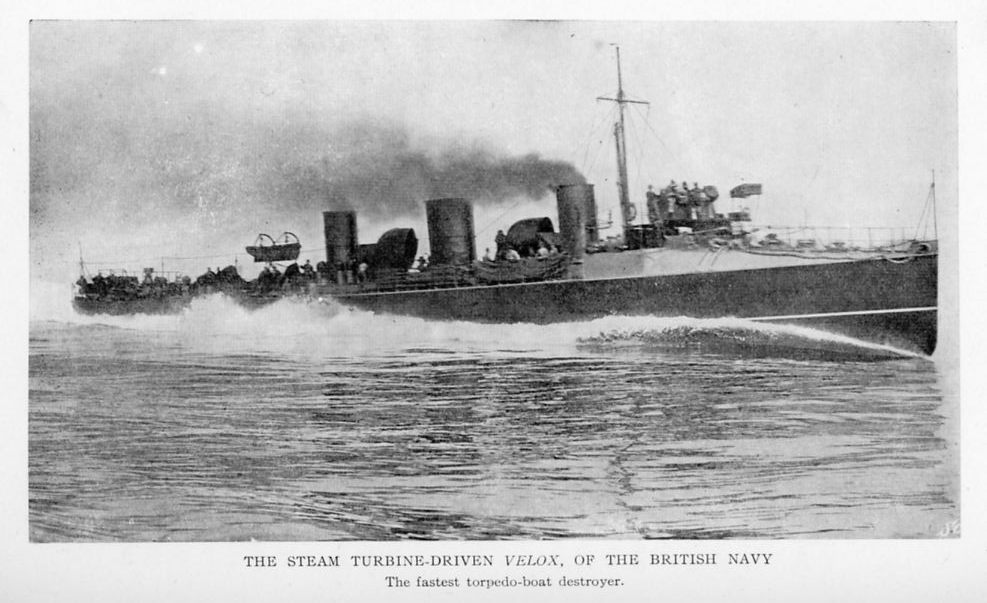 THE STEAM TURBINE-DRIVEN VELOX, OF THE BRITISH NAVY
The fastest torpedo-boat destroyer.